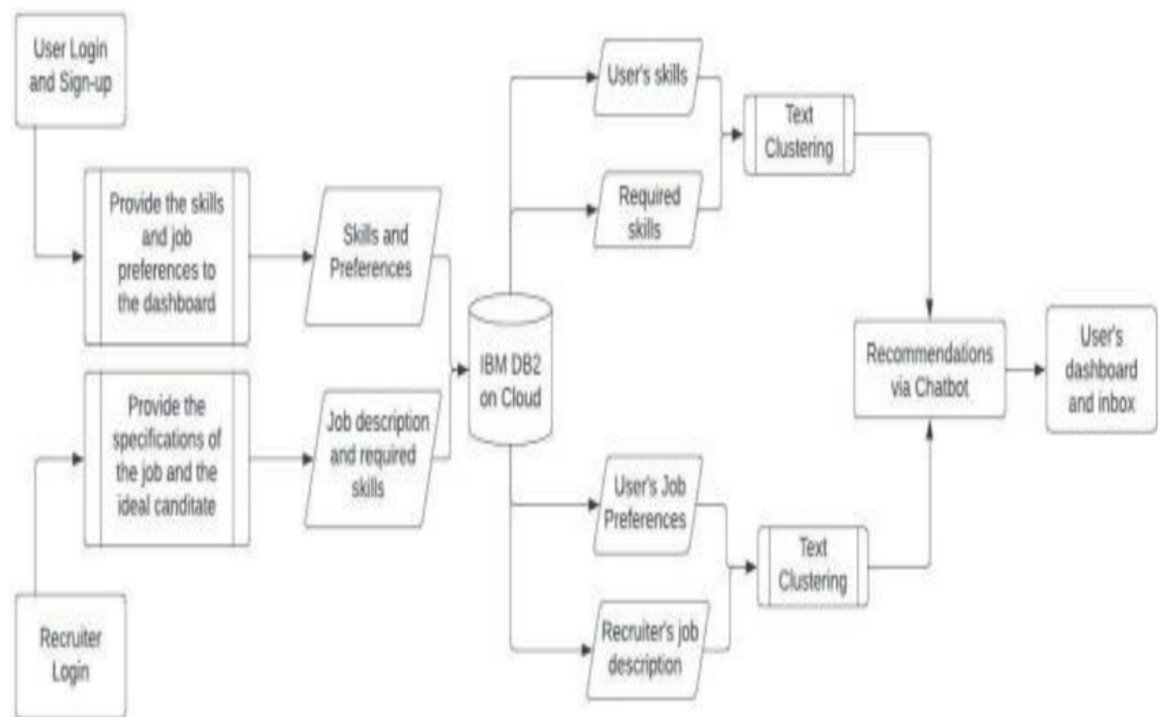 User Login
and Sign-up
Provide the skills
and job
preferences to
the dashboard
Skills and
Preferences
Provide the
specifications of
the job and the
ideal canditate
Job description
and required
skills
Recruiter
Login
IBM DB2
on Cloud
User's skills
Required
skills
Text
Clustering
User's Job
Preferences
Recruiter's job
description
Text
Clustering
Recommendations
via Chatbot
User's
dashboard
and inbox